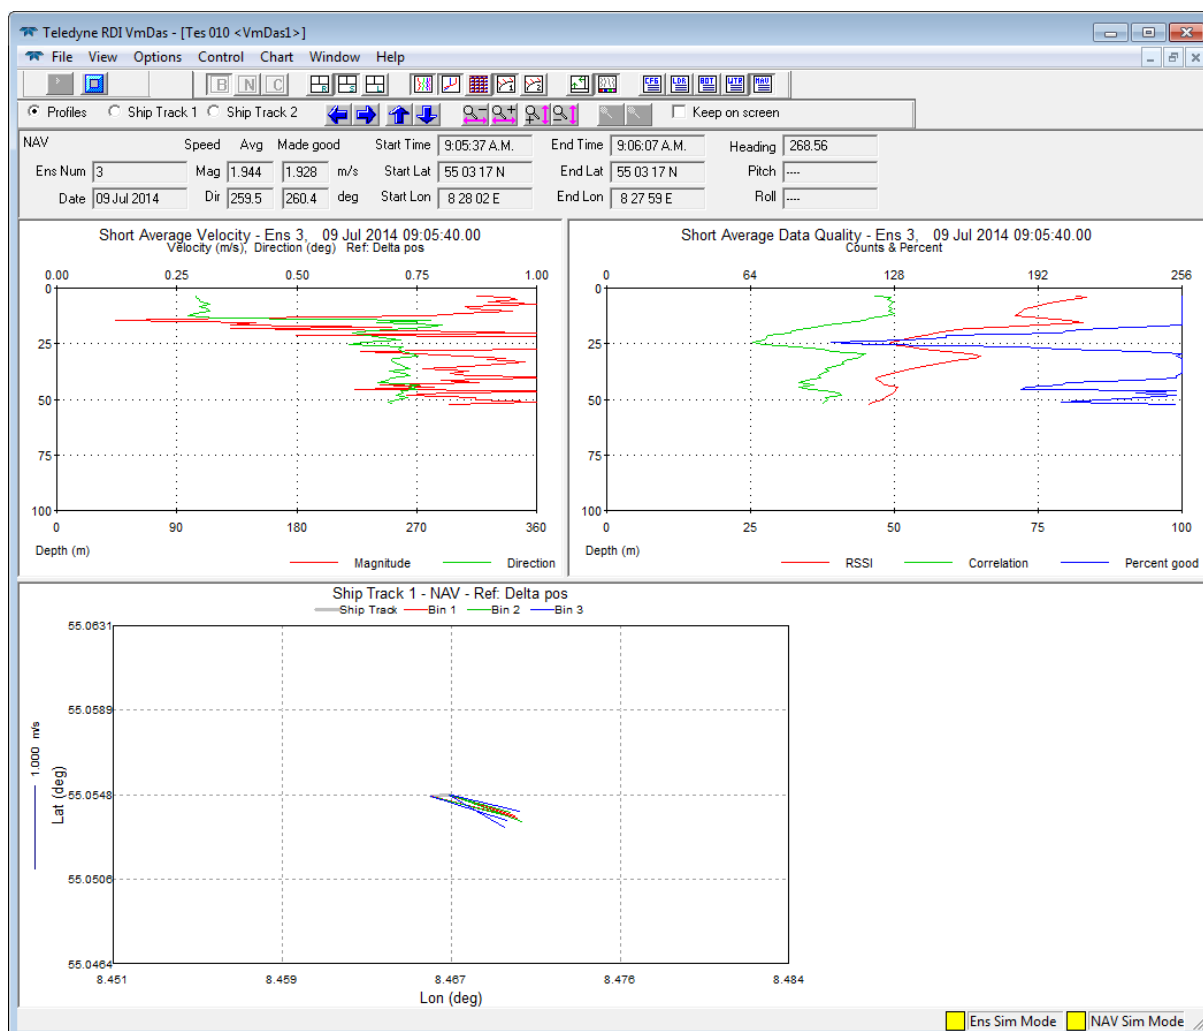 Teledyne RDI VmDas - [Tes 010 <VmDas1>]
File View Options Control Chart Window Help
B N C R S L CFG LDR BOT WTR NAV
Profiles Ship Track 1 Ship Track 2 Keep on screen
NAV Speed Avg Made good Start Time 9:05:37 A.M. End Time 9:06:07 A.M. Heading 268.56
Ens Num 3 Mag 1.944 1.928 m/s Start Lat 55 03 17 N End Lat 55 03 17 N Pitch ----
Date 09 Jul 2014 Dir 259.5 260.4 deg Start Lon 8 28 02 E End Lon 8 27 59 E Roll ----
Short Average Velocity - Ens 3, 09 Jul 2014 09:05:40.00
Velocity (m/s), Direction (deg) Ref: Delta pos
0.00 0.25 0.50 0.75 1.00
0
25
50
75
100
0 90 180 270 360
Depth (m)
Magnitude Direction
Short Average Data Quality - Ens 3, 09 Jul 2014 09:05:40.00
Counts & Percent
0 64 128 192 256
0
25
50
75
100
0 25 50 75 100
Depth (m)
RSSI Correlation Percent good
Ship Track 1 - NAV - Ref: Delta pos
Ship Track Bin 1 Bin 2 Bin 3
55.0631
55.0589
55.0548
55.0506
55.0464
1.000 m/s
Lat (deg)
8.451 8.459 8.467 8.476 8.484
Lon (deg)
Ens Sim Mode NAV Sim Mode